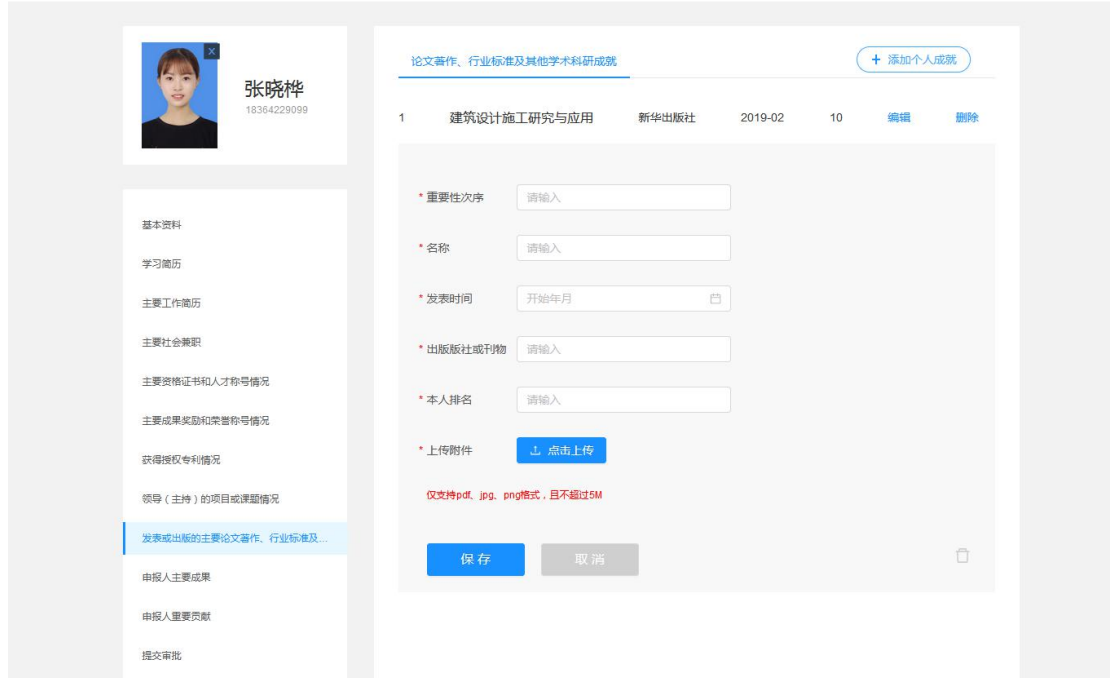 X
张晓桦
18364229099
基本资料
学习简历
主要工作简历
主要社会兼职
主要资格证书和人才称号情况
主要成果奖励和荣誉称号情况
获得授权专利情况
领导（主持）的项目或课题情况
发表或出版的主要论文著作、行业标准及...
申报人主要成果
申报人重要贡献
提交审批
论文著作、行业标准及其他学术科研成就
+ 添加个人成就
1 建筑设计施工研究与应用 新华出版社 2019-02 10 编辑 删除
* 重要性次序 请输入
* 名称 请输入
* 发表时间 开始年月
* 出版版社或刊物 请输入
* 本人排名 请输入
* 上传附件 点击上传
仅支持pdf、jpg、png格式，且不超过5M
保存 取消